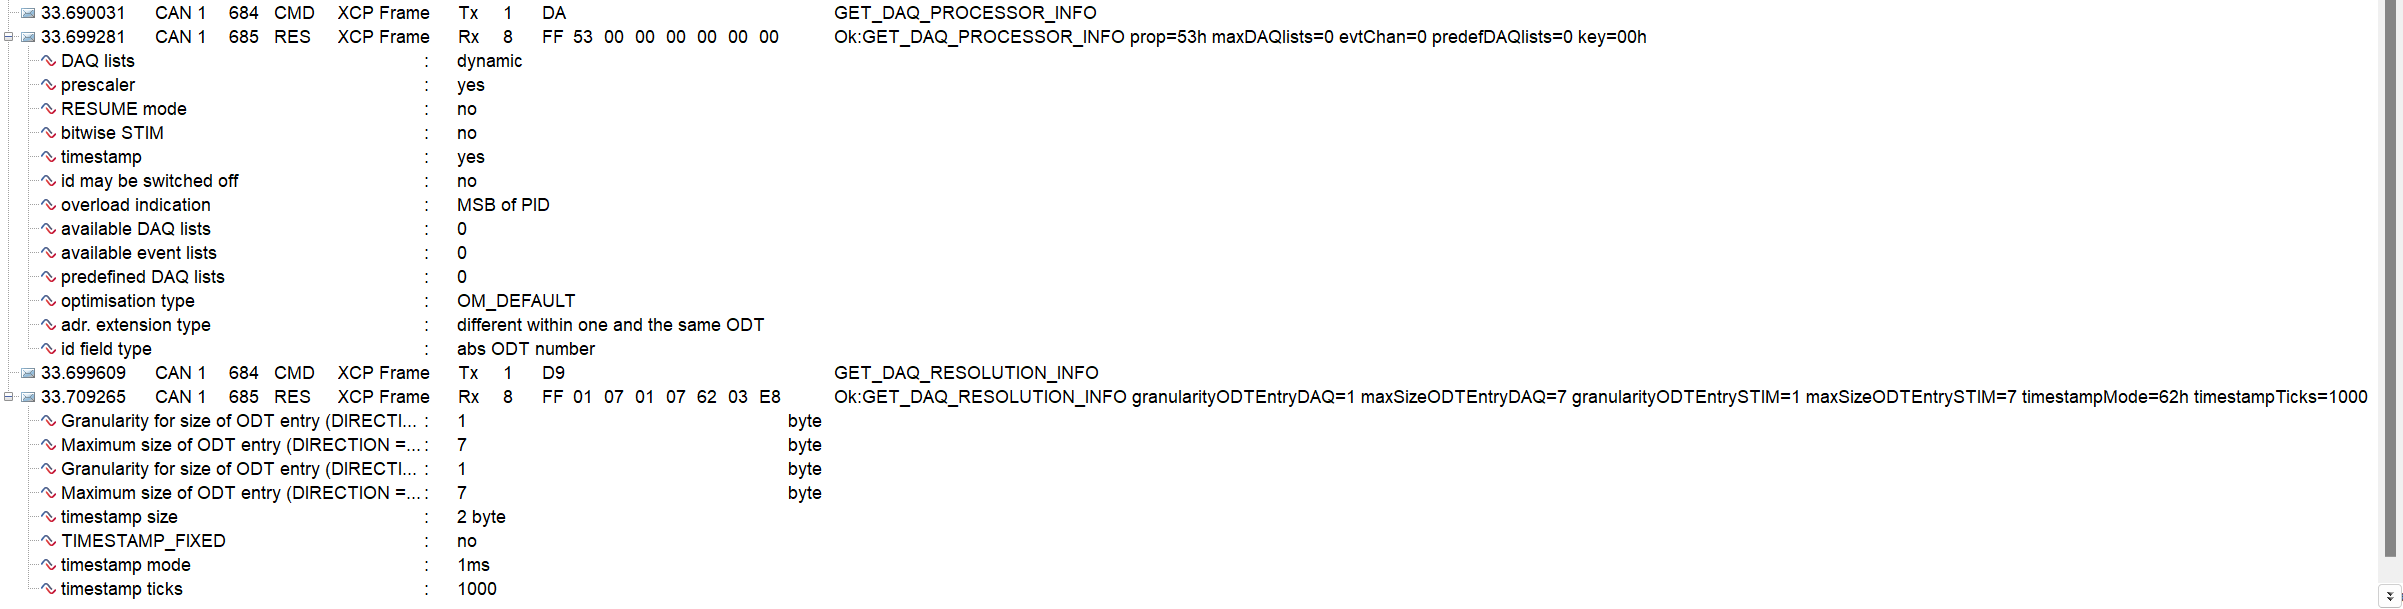 33.690031 CAN 1 684 CMD XCP Frame Tx 1 DA GET_DAQ_PROCESSOR_INFO
33.699281 CAN 1 685 RES XCP Frame Rx 8 FF 53 00 00 00 00 00 00 Ok:GET_DAQ_PROCESSOR_INFO prop=53h maxDAQlists=0 evtChan=0 predefDAQlists=0 key=00h
DAQ lists : dynamic
prescaler : yes
RESUME mode : no
bitwise STIM : no
timestamp : yes
id may be switched off : no
overload indication : MSB of PID
available DAQ lists : 0
available event lists : 0
predefined DAQ lists : 0
optimisation type : OM_DEFAULT
adr. extension type : different within one and the same ODT
id field type : abs ODT number
33.699609 CAN 1 684 CMD XCP Frame Tx 1 D9 GET_DAQ_RESOLUTION_INFO
33.709265 CAN 1 685 RES XCP Frame Rx 8 FF 01 07 01 07 62 03 E8 Ok:GET_DAQ_RESOLUTION_INFO granularityODTEntryDAQ=1 maxSizeODTEntryDAQ=7 granularityODTEntrySTIM=1 maxSizeODTEntrySTIM=7 timestampMode=62h timestampTicks=1000
Granularity for size of ODT entry (DIRECTI... : 1 byte
Maximum size of ODT entry (DIRECTION =... : 7 byte
Granularity for size of ODT entry (DIRECTI... : 1 byte
Maximum size of ODT entry (DIRECTION =... : 7 byte
timestamp size : 2 byte
TIMESTAMP_FIXED : no
timestamp mode : 1ms
timestamp ticks : 1000